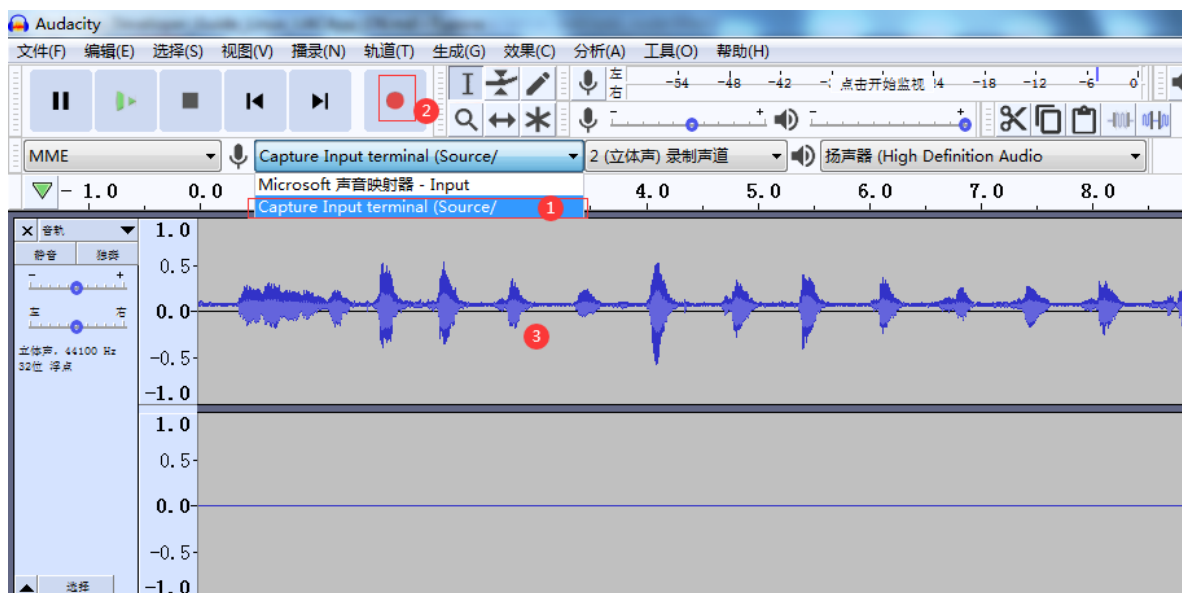 Audacity
文件(F) 编辑(E) 选择(S) 视图(V) 播录(N) 轨道(T) 生成(G) 效果(C) 分析(A) 工具(O) 帮助(H)
左
右
-54 -48 -42 点击开始监视 -18 -12 -6 0
2
- + - +
MME
Capture Input terminal (Source/
2 (立体声) 录制声道
扬声器 (High Definition Audio
- 1.0 0.0 4.0 5.0 6.0 7.0 8.0
Microsoft 声音映射器 - Input
Capture Input terminal (Source/ 1
X 音轨
静音 独奏
- +
左 右
立体声, 44100 Hz
32位 浮点
1.0
0.5
0.0
-0.5
-1.0
3
1.0
0.5
0.0
-0.5
-1.0
选择